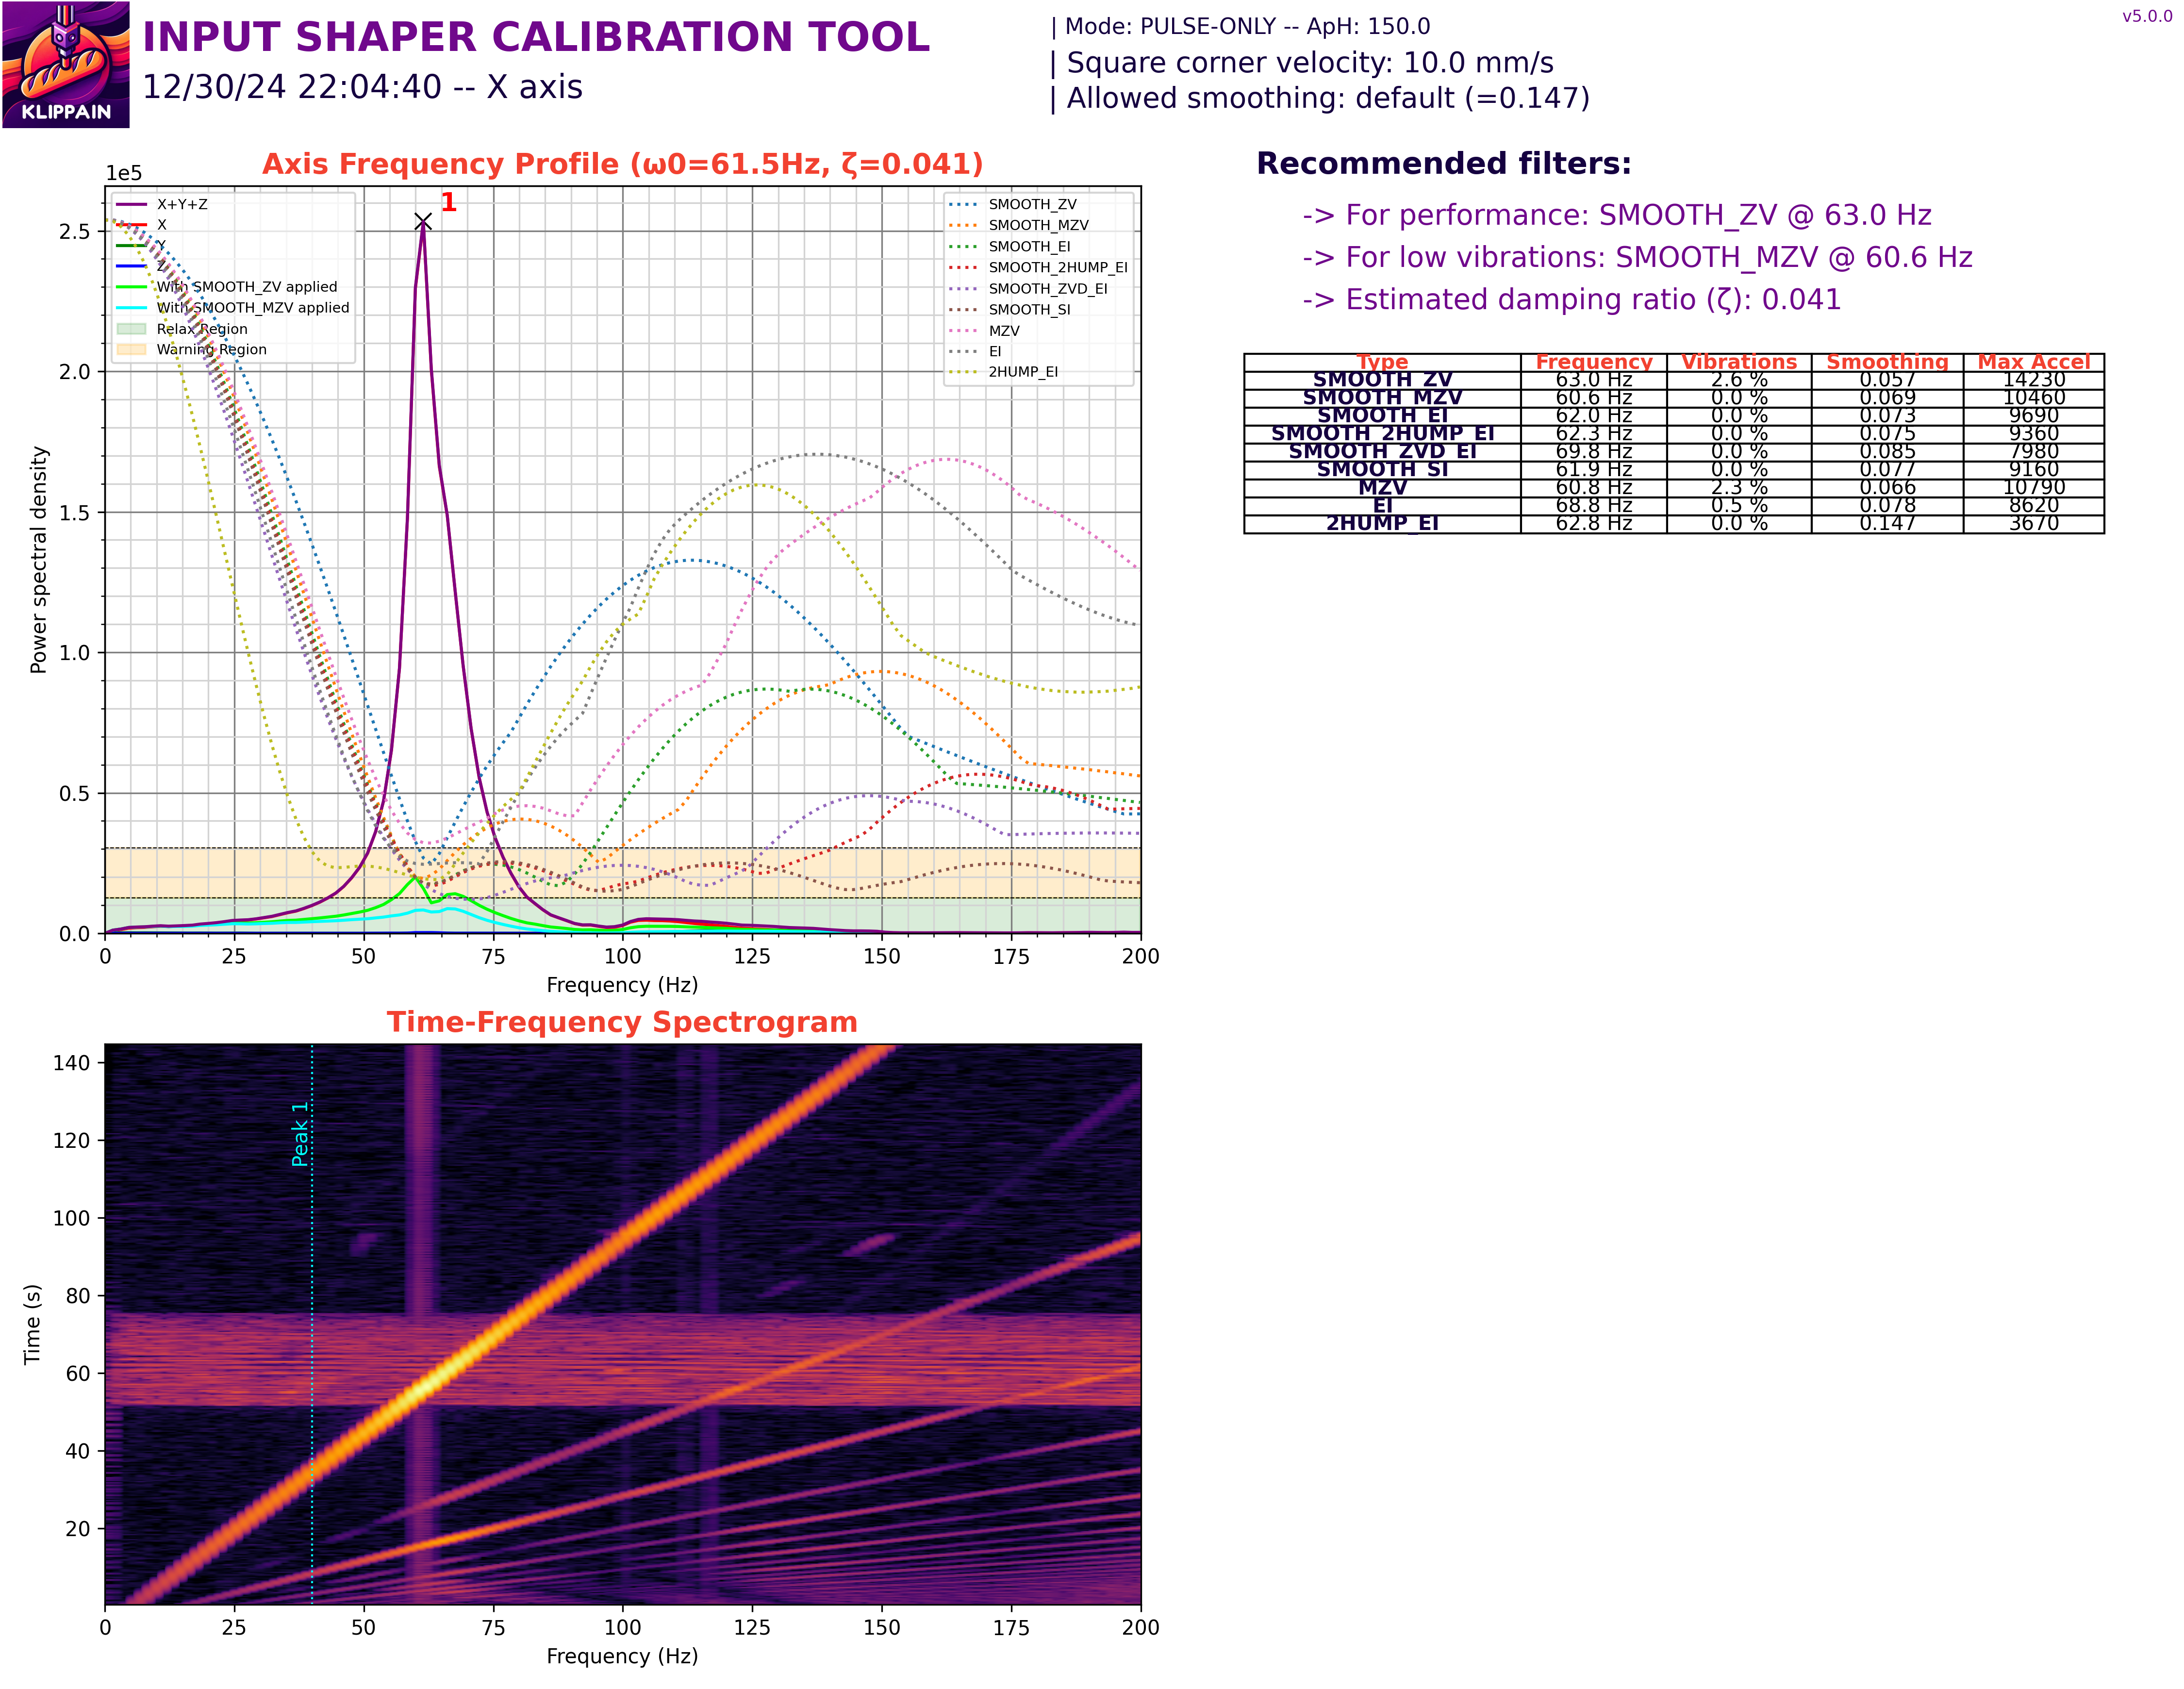 KLIPPAIN
INPUT SHAPER CALIBRATION TOOL
12/30/24 22:04:40 -- X axis
| Mode: PULSE-ONLY -- ApH: 150.0
| Square corner velocity: 10.0 mm/s
| Allowed smoothing: default (=0.147)
v5.0.0
Axis Frequency Profile (ω0=61.5Hz, ζ=0.041)
1e5
1
X+Y+Z
X
Y
Z
With SMOOTH_ZV applied
With SMOOTH_MZV applied
Relax Region
Warning Region
SMOOTH_ZV
SMOOTH_MZV
SMOOTH_EI
SMOOTH_2HUMP_EI
SMOOTH_ZVD_EI
SMOOTH_SI
MZV
EI
2HUMP_EI
Power spectral density
2.5
2.0
1.5
1.0
0.5
0.0
0 25 50 75 100 125 150 175 200
Frequency (Hz)
Recommended filters:
-> For performance: SMOOTH_ZV @ 63.0 Hz
-> For low vibrations: SMOOTH_MZV @ 60.6 Hz
-> Estimated damping ratio (ζ): 0.041
Type Frequency Vibrations Smoothing Max Accel
SMOOTH_ZV 63.0 Hz 2.6 % 0.057 14230
SMOOTH_MZV 60.6 Hz 0.0 % 0.069 10460
SMOOTH_EI 62.0 Hz 0.0 % 0.073 9690
SMOOTH_2HUMP_EI 62.3 Hz 0.0 % 0.075 9360
SMOOTH_ZVD_EI 69.8 Hz 0.0 % 0.085 7980
SMOOTH_SI 61.9 Hz 0.0 % 0.077 9160
MZV 60.8 Hz 2.3 % 0.066 10790
EI 68.8 Hz 0.5 % 0.078 8620
2HUMP_EI 62.8 Hz 0.0 % 0.147 3670
Time-Frequency Spectrogram
Time (s)
140
120
100
80
60
40
20
Peak 1
0 25 50 75 100 125 150 175 200
Frequency (Hz)